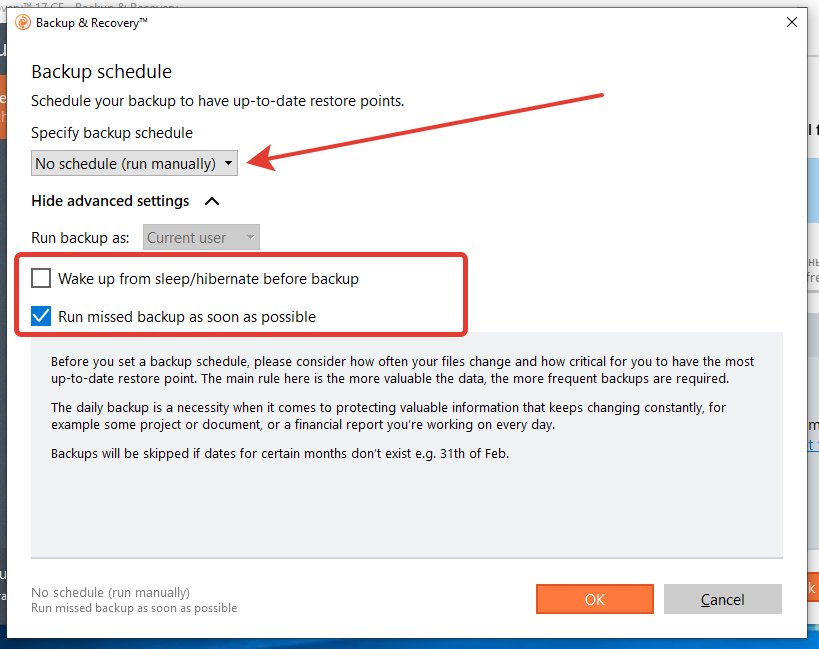 Backup & Recovery™
Backup schedule
Schedule your backup to have up-to-date restore points.
Specify backup schedule
No schedule (run manually)
Hide advanced settings
Run backup as: Current user
Wake up from sleep/hibernate before backup
Run missed backup as soon as possible
Before you set a backup schedule, please consider how often your files change and how critical for you to have the most
up-to-date restore point. The main rule here is the more valuable the data, the more frequent backups are required.
The daily backup is a necessity when it comes to protecting valuable information that keeps changing constantly, for
example some project or document, or a financial report you're working on every day.
Backups will be skipped if dates for certain months don't exist e.g. 31th of Feb.
No schedule (run manually)
Run missed backup as soon as possible
OK
Cancel